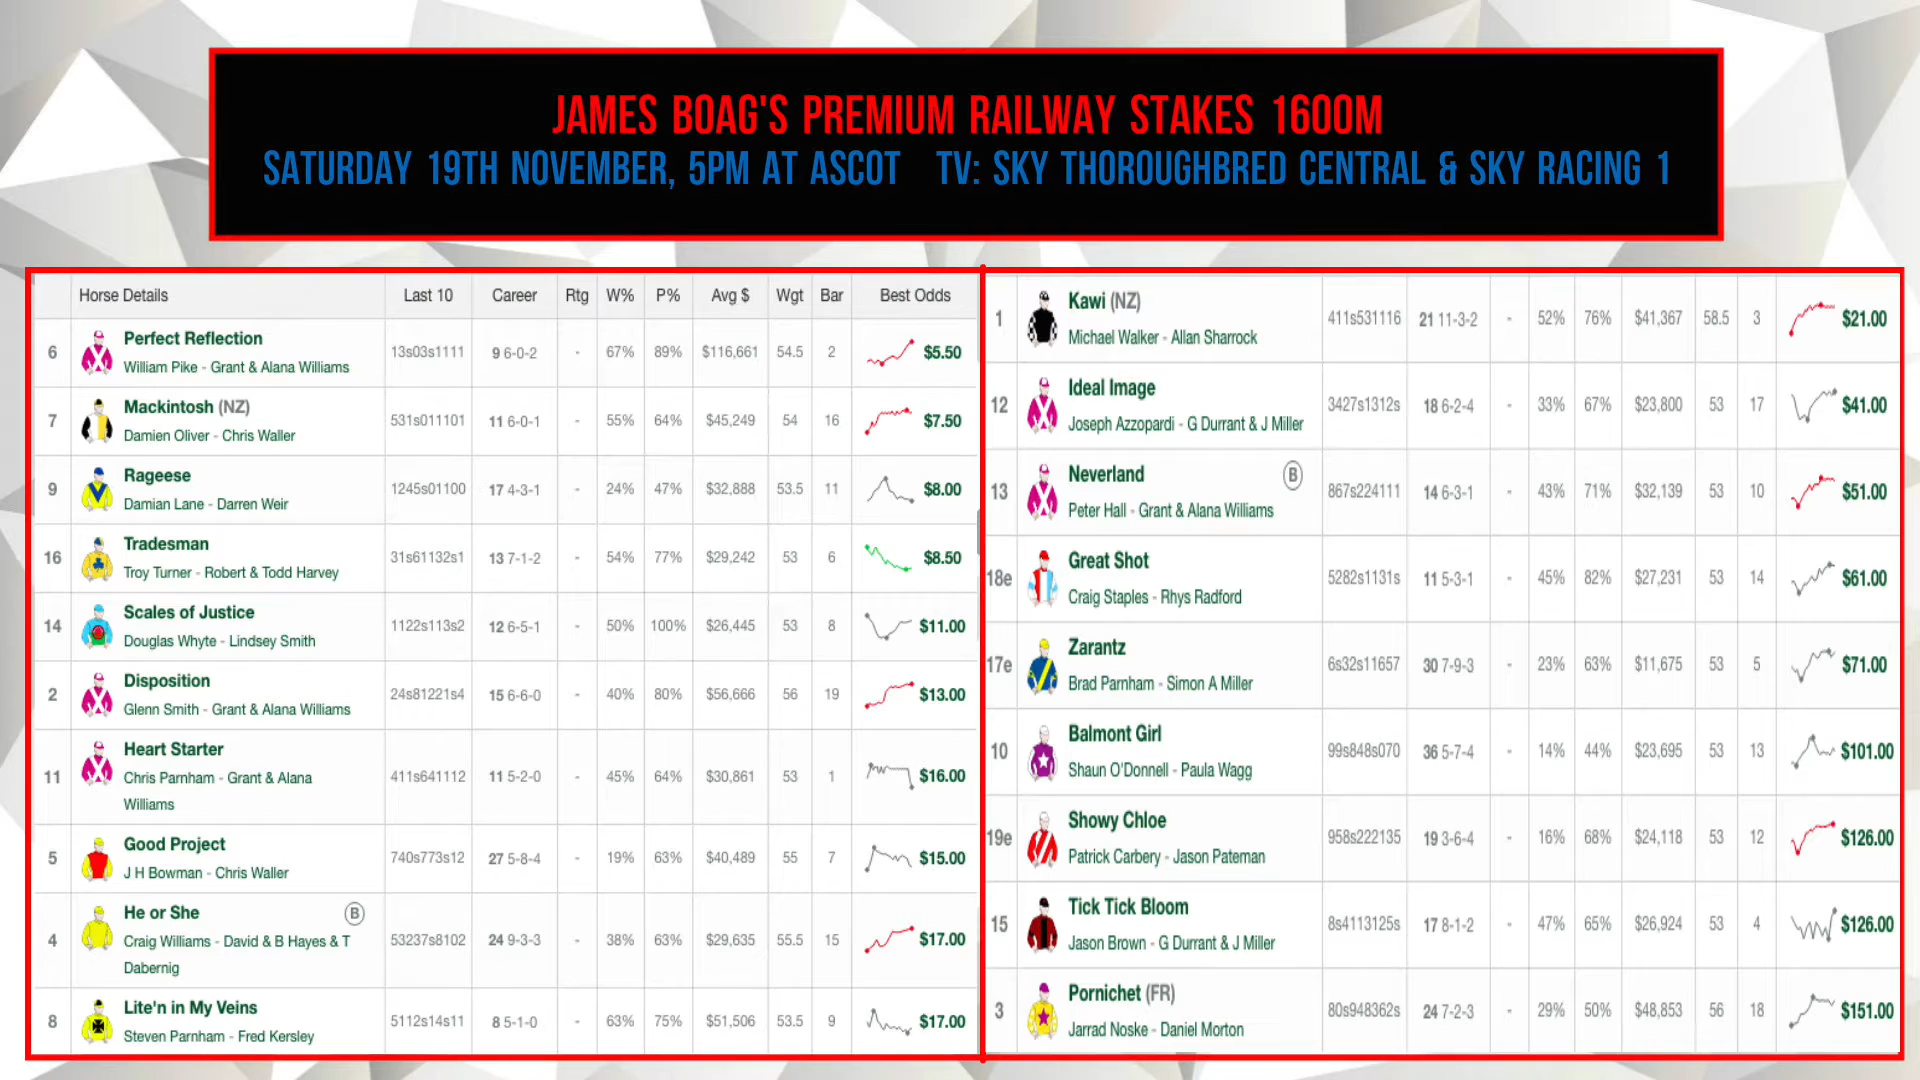 JAMES BOAG'S PREMIUM RAILWAY STAKES 1600M
SATURDAY 19TH NOVEMBER, 5PM AT ASCOT TV: SKY THOROUGHBRED CENTRAL & SKY RACING 1
Horse Details Last 10 Career Rtg W% P% Avg $ Wgt Bar Best Odds
Perfect Reflection
6 13s03s1111 9 6-0-2 - 67% 89% $116,661 54.5 2 $5.50
William Pike - Grant & Alana Williams
Mackintosh (NZ)
7 531s011101 11 6-0-1 - 55% 64% $45,249 54 16 $7.50
Damien Oliver - Chris Waller
Rageese
9 1245s01100 17 4-3-1 - 24% 47% $32,888 53.5 11 $8.00
Damian Lane - Darren Weir
Tradesman
16 31s61132s1 13 7-1-2 - 54% 77% $29,242 53 6 $8.50
Troy Turner - Robert & Todd Harvey
Scales of Justice
14 1122s113s2 12 6-5-1 - 50% 100% $26,445 53 8 $11.00
Douglas Whyte - Lindsey Smith
Disposition
2 24s81221s4 15 6-6-0 - 40% 80% $56,666 56 19 $13.00
Glenn Smith - Grant & Alana Williams
Heart Starter
11 411s641112 11 5-2-0 - 45% 64% $30,861 53 1 $16.00
Chris Parnham - Grant & Alana
Williams
Good Project
5 740s773s12 27 5-8-4 - 19% 63% $40,489 55 7 $15.00
J H Bowman - Chris Waller
He or She B
4 53237s8102 24 9-3-3 - 38% 63% $29,635 55.5 15 $17.00
Craig Williams - David & B Hayes & T
Dabernig
Lite'n in My Veins
8 5112s14s11 8 5-1-0 - 63% 75% $51,506 53.5 9 $17.00
Steven Parnham - Fred Kersley
Kawi (NZ)
1 411s531116 21 11-3-2 - 52% 76% $41,367 58.5 3 $21.00
Michael Walker - Allan Sharrock
Ideal Image
12 3427s1312s 18 6-2-4 - 33% 67% $23,800 53 17 $41.00
Joseph Azzopardi - G Durrant & J Miller
Neverland B
13 867s224111 14 6-3-1 - 43% 71% $32,139 53 10 $51.00
Peter Hall - Grant & Alana Williams
Great Shot
18e 5282s1131s 11 5-3-1 - 45% 82% $27,231 53 14 $61.00
Craig Staples - Rhys Radford
Zarantz
17e 6s32s11657 30 7-9-3 - 23% 63% $11,675 53 5 $71.00
Brad Parnham - Simon A Miller
Balmont Girl
10 99s848s070 36 5-7-4 - 14% 44% $23,695 53 13 $101.00
Shaun O'Donnell - Paula Wagg
Showy Chloe
19e 958s222135 19 3-6-4 - 16% 68% $24,118 53 12 $126.00
Patrick Carbery - Jason Pateman
Tick Tick Bloom
15 8s4113125s 17 8-1-2 - 47% 65% $26,924 53 4 $126.00
Jason Brown - G Durrant & J Miller
Pornichet (FR)
3 80s948362s 24 7-2-3 - 29% 50% $48,853 56 18 $151.00
Jarrad Noske - Daniel Morton